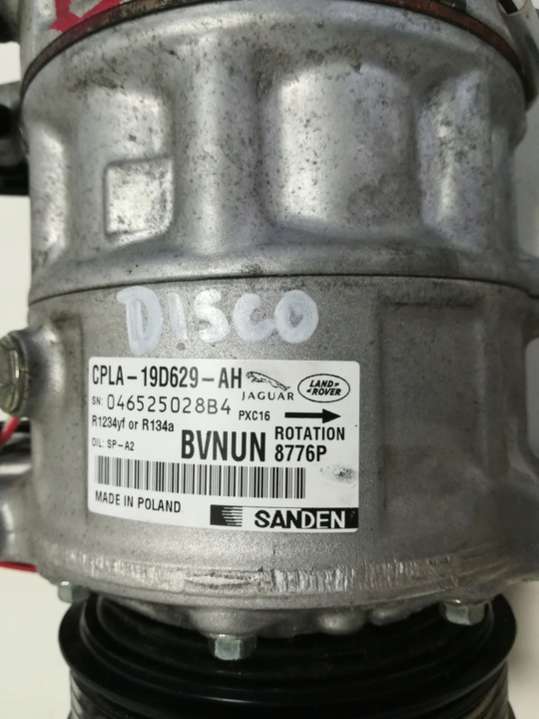 DISCO
CPLA-19D629-AH
JAGUAR
LAND ROVER
SN: 046525028B4
PXC16
R1234yf or R134a
ROTATION
OIL: SP-A2
BVNUN
8776P
MADE IN POLAND
SANDEN